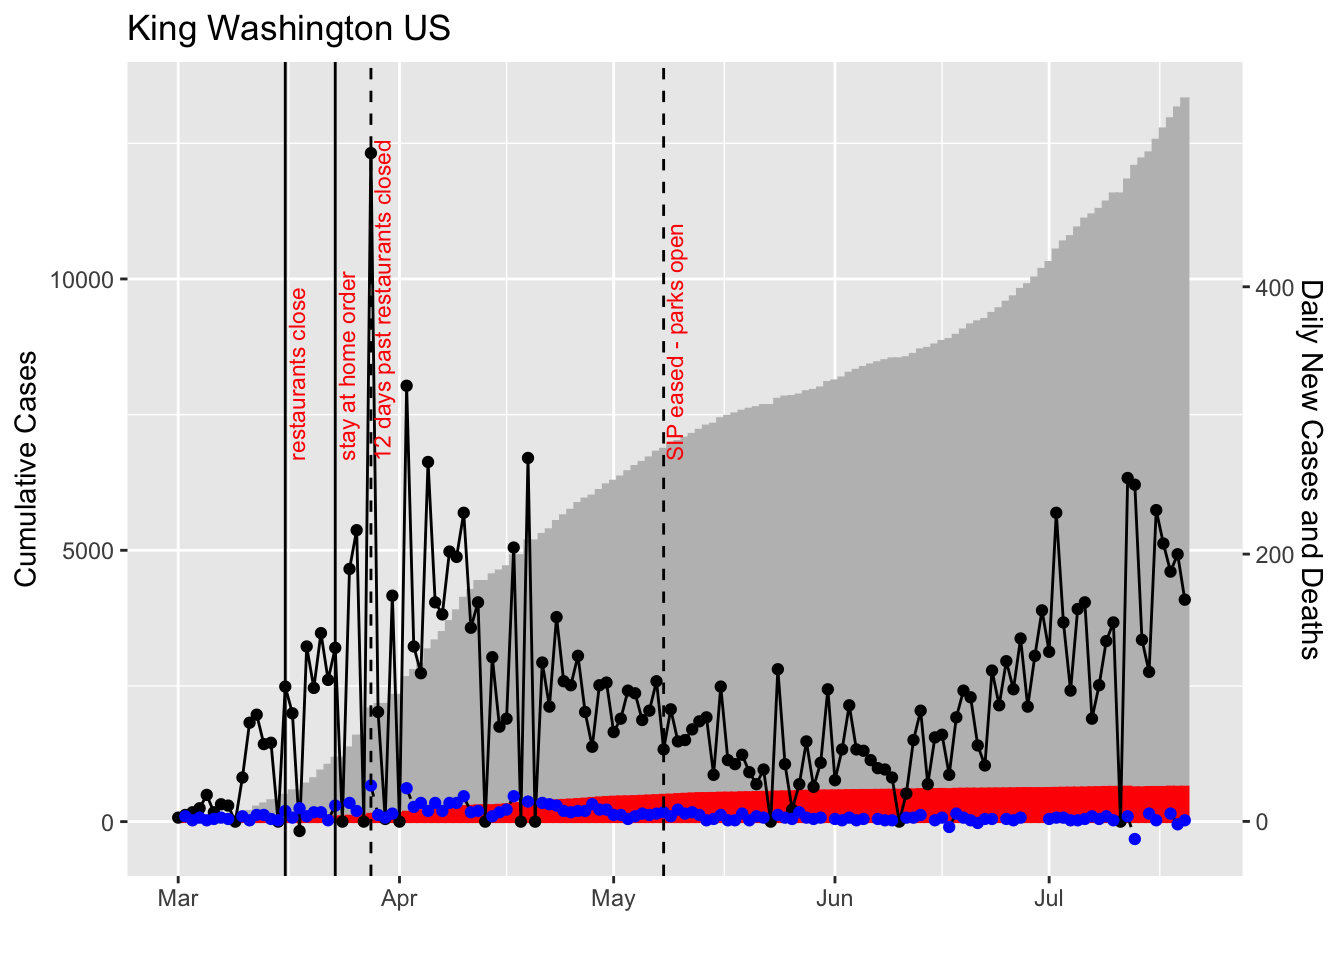 King Washington US
Cumulative Cases
10000
5000
0
restaurants close
stay at home order
12 days past restaurants closed
SIP eased - parks open
400
200
0
Daily New Cases and Deaths
Mar
Apr
May
Jun
Jul